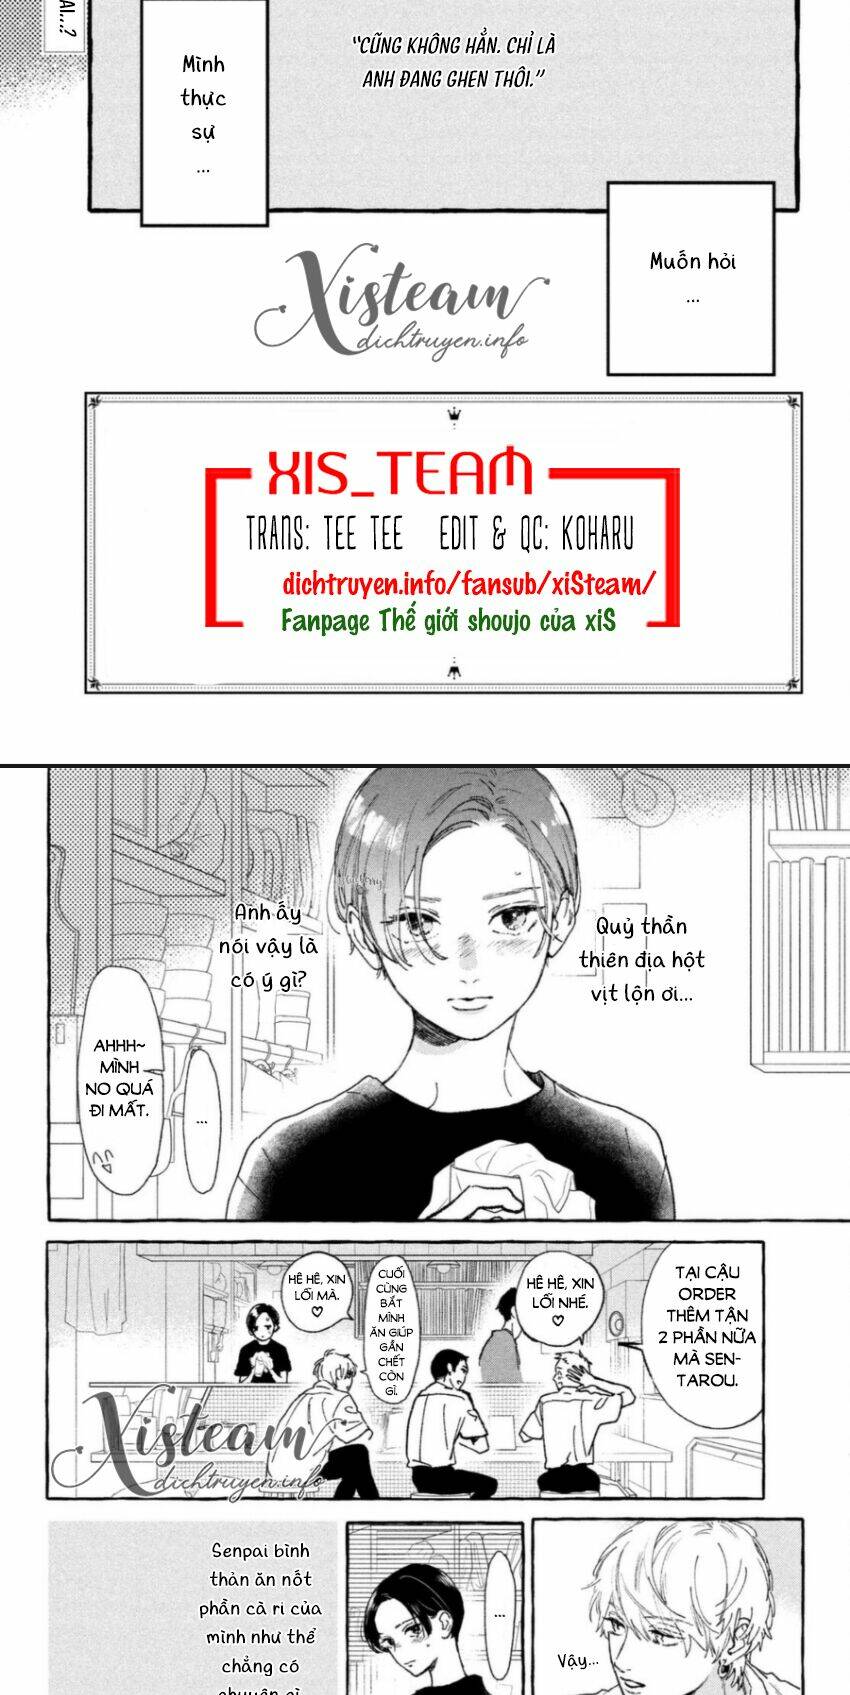 AI...?
“CŨNG KHÔNG HẲN. CHỈ LÀ
ANH ĐANG GHEN THÔI.”
Mình
thực
sự
...
Muốn hỏi
...
Xisteam
dichtruyen.info
XIS_TEAM
TRANS: TEE TEE EDIT & QC: KOHARU
dichtruyen.info/fansub/xiSteam/
Fanpage Thế giới shoujo của xiS
Quỷ thần
thiên địa hột
vịt lộn ơi...
Anh ấy
nói vậy là
có ý gì?
...
AHHH~
MÌNH
NO QUÁ
ĐI MẤT.
TẠI CẬU
ORDER
THÊM TẬN
2 PHẦN NỮA
MÀ SEN-
TAROU.
HÊ HÊ, XIN
LỖI NHÉ.
♡
CUỐI
CÙNG
BẮT
MÌNH
ĂN GIÚP
GẦN
CHẾT
CÒN
GÌ.
HÊ HÊ, XIN
LỖI MÀ.
♡
Xisteam
dichtruyen.info
Vậy...
...
Senpai bình
thản ăn nốt
phần cà ri của
mình như thể
chẳng có
chuyện gì